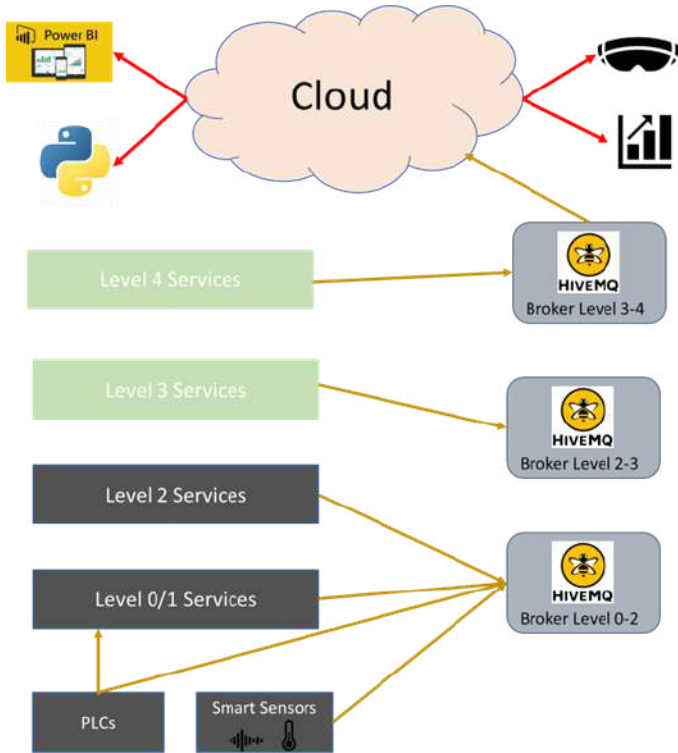 Power BI
Cloud
HIVEMQ
Broker Level 3-4
Level 4 Services
Level 3 Services
HIVEMQ
Broker Level 2-3
Level 2 Services
Level 0/1 Services
HIVEMQ
Broker Level 0-2
PLCs
Smart Sensors